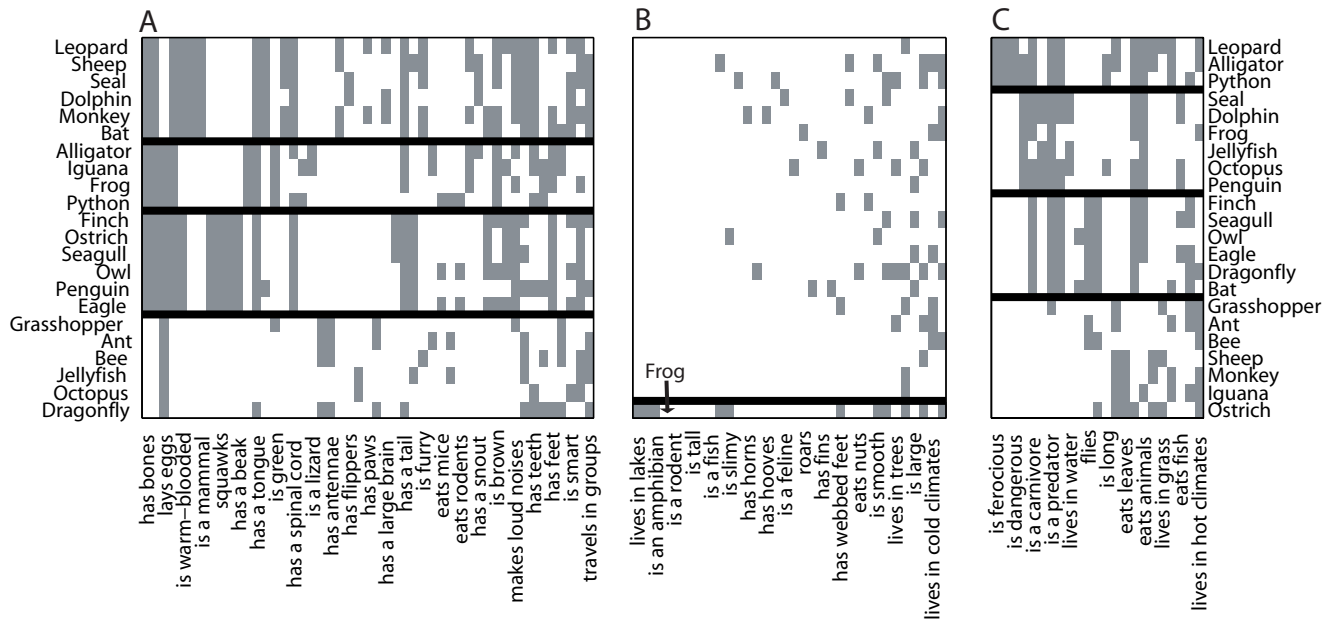 A
B
C
Leopard
Sheep
Seal
Dolphin
Monkey
Bat
Alligator
Iguana
Frog
Python
Finch
Ostrich
Seagull
Owl
Penguin
Eagle
Grasshopper
Ant
Bee
Jellyfish
Octopus
Dragonfly
Frog
Leopard
Alligator
Python
Seal
Dolphin
Frog
Jellyfish
Octopus
Penguin
Finch
Seagull
Owl
Eagle
Dragonfly
Bat
Grasshopper
Ant
Bee
Sheep
Monkey
Iguana
Ostrich
has bones
lays eggs
is warm−blooded
is a mammal
squawks
has a beak
has a tongue
is green
has a spinal cord
is a lizard
has antennae
has flippers
has paws
has a large brain
has a tail
is furry
eats mice
eats rodents
has a snout
is brown
makes loud noises
has teeth
has feet
is smart
travels in groups
lives in lakes
is an amphibian
is a rodent
is tall
is a fish
is slimy
has horns
has hooves
is a feline
roars
has fins
has webbed feet
eats nuts
is smooth
lives in trees
is large
lives in cold climates
is ferocious
is dangerous
is a carnivore
is a predator
lives in water
flies
is long
eats leaves
eats animals
lives in grass
eats fish
lives in hot climates